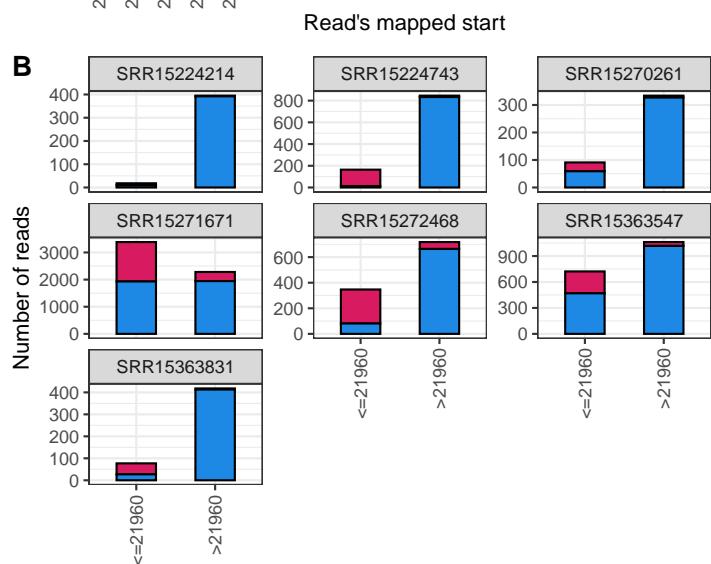 Read's mapped start
B
SRR15224214 SRR15224743 SRR15270261
400 300 200 100 0
800 600 400 200 0
300 200 100 0
SRR15271671 SRR15272468 SRR15363547
3000 2000 1000 0
600 400 200 0
900 600 300 0
SRR15363831
400 300 200 100 0
<=21960 >21960
<=21960 >21960
<=21960 >21960
Number of reads